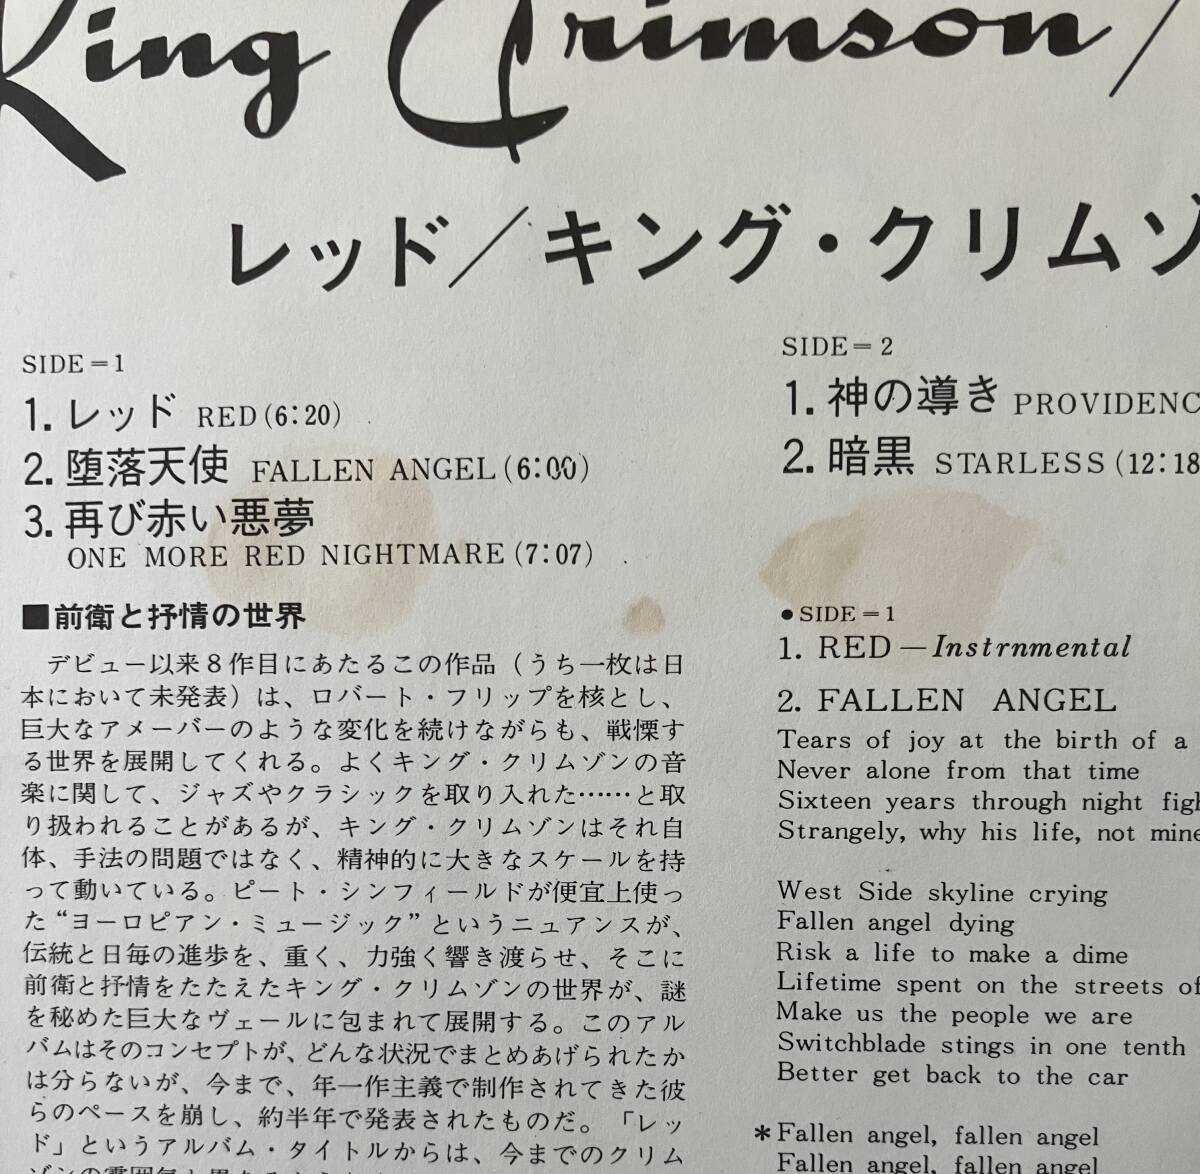 King Crimson/
レッド／キング・クリムゾ
SIDE＝1
1. レッド RED (6:20)
2. 堕落天使 FALLEN ANGEL (6:00)
3. 再び赤い悪夢
ONE MORE RED NIGHTMARE (7:07)
■前衛と抒情の世界
デビュー以来8作目にあたるこの作品（うち一枚は日
本において未発表）は、ロバート・フリップを核とし、
巨大なアメーバーのような変化を続けながらも、戦慄す
る世界を展開してくれる。よくキング・クリムゾンの音
楽に関して、ジャズやクラシックを取り入れた……と取
り扱われることがあるが、キング・クリムゾンはそれ自
体、手法の問題ではなく、精神的に大きなスケールを持
って動いている。ピート・シンフィールドが便宜上使っ
た“ヨーロピアン・ミュージック”というニュアンスが、
伝統と日毎の進歩を、重く、力強く響き渡らせ、そこに
前衛と抒情をたたえたキング・クリムゾンの世界が、謎
を秘めた巨大なヴェールに包まれて展開する。このアル
バムはそのコンセプトが、どんな状況でまとめあげられたか
は分らないが、今まで、年一作主義で制作されてきた彼
らのペースを崩し、約半年で発表されたものだ。「レッ
ド」というアルバム・タイトルからは、今までのクリム
SIDE＝2
1. 神の導き PROVIDENC
2. 暗黒 STARLESS (12:18
●SIDE＝1
1. RED—Instrnmental
2. FALLEN ANGEL
Tears of joy at the birth of a
Never alone from that time
Sixteen years through night figh
Strangely, why his life, not mine
West Side skyline crying
Fallen angel dying
Risk a life to make a dime
Lifetime spent on the streets of
Make us the people we are
Switchblade stings in one tenth
Better get back to the car
＊Fallen angel, fallen angel
Fallen angel, fallen angel